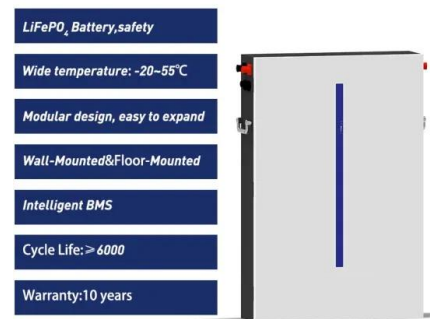 LiFePO₄ Battery,safety
Wide temperature: -20~55℃
Modular design, easy to expand
Wall-Mounted&Floor-Mounted
Intelligent BMS
Cycle Life:≥6000
Warranty:10 years